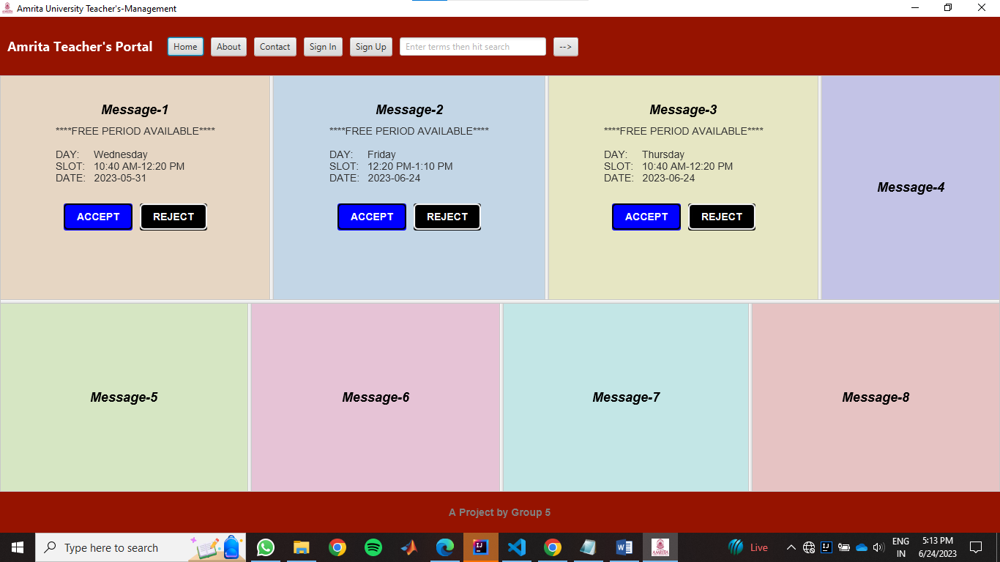 Amrita University Teacher's-Management
Amrita Teacher's Portal
Home
About
Contact
Sign In
Sign Up
Enter terms then hit search
-->
Message-1
****FREE PERIOD AVAILABLE****
DAY: Wednesday
SLOT: 10:40 AM-12:20 PM
DATE: 2023-05-31
ACCEPT
REJECT
Message-2
****FREE PERIOD AVAILABLE****
DAY: Friday
SLOT: 12:20 PM-1:10 PM
DATE: 2023-06-24
ACCEPT
REJECT
Message-3
****FREE PERIOD AVAILABLE****
DAY: Thursday
SLOT: 10:40 AM-12:20 PM
DATE: 2023-06-24
ACCEPT
REJECT
Message-4
Message-5
Message-6
Message-7
Message-8
A Project by Group 5
Type here to search
Live
ENG
IN
5:13 PM
6/24/2023